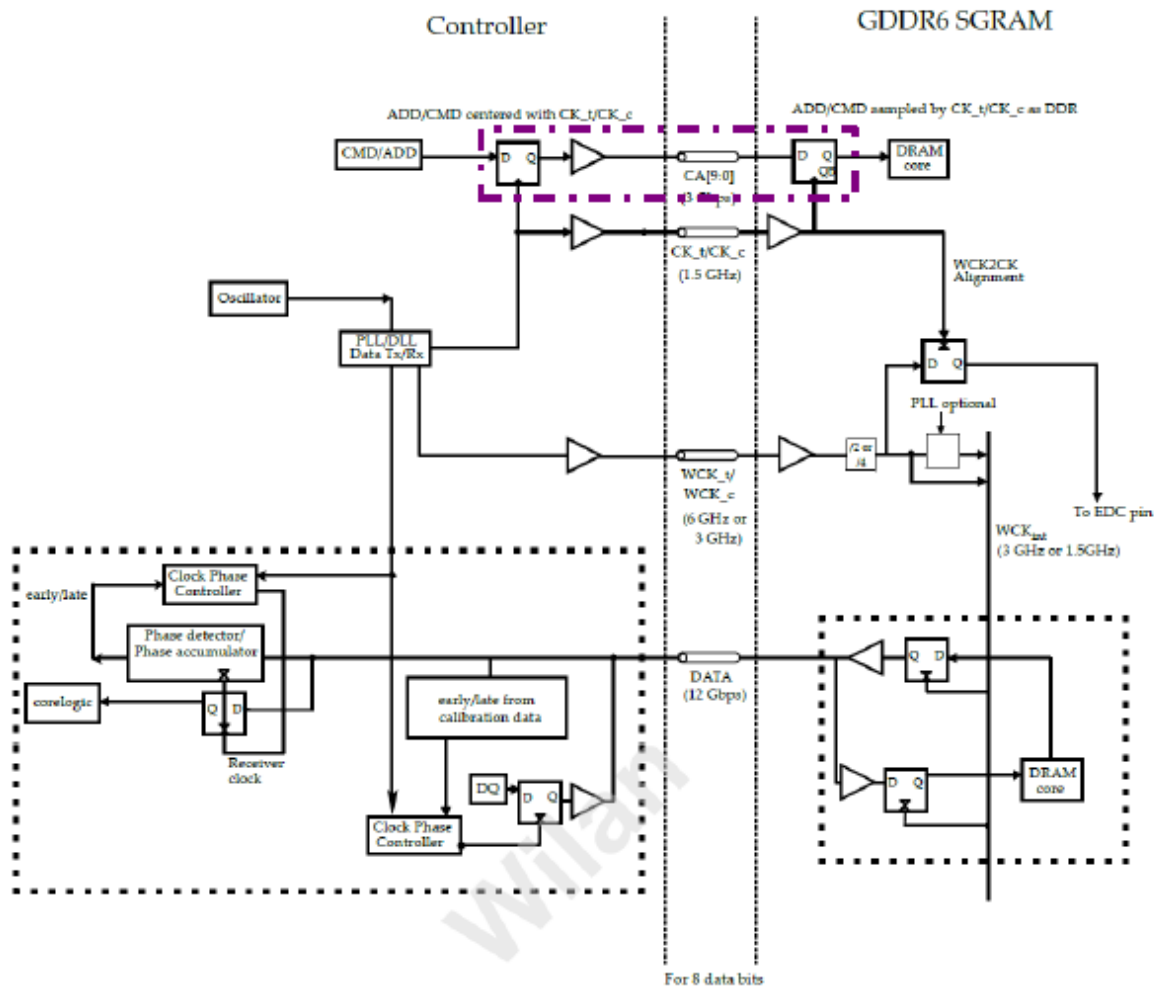 Controller
GDDR6 SGRAM
ADD/CMD centered with CK_t/CK_c
ADD/CMD sampled by CK_t/CK_c as DDR
CMD/ADD
D Q
D Q
DRAM
core
CA[9:0]
CK_t/CK_c
(1.5 GHz)
WCK2CK
Alignment
Oscillator
PLL/DLL
Data Tx/Rx
D Q
PLL optional
/2 or
/4
WCK_t/
WCK_c
(6 GHz or
3 GHz)
To EDC pin
WCKint
(3 GHz or 1.5GHz)
early/late
Clock Phase
Controller
Phase detector/
Phase accumulator
corelogic
Q D
Receiver
clock
early/late from
calibration data
DATA
(12 Gbps)
Q D
DQ
D Q
Clock Phase
Controller
D Q
DRAM
core
Wilan
For 8 data bits